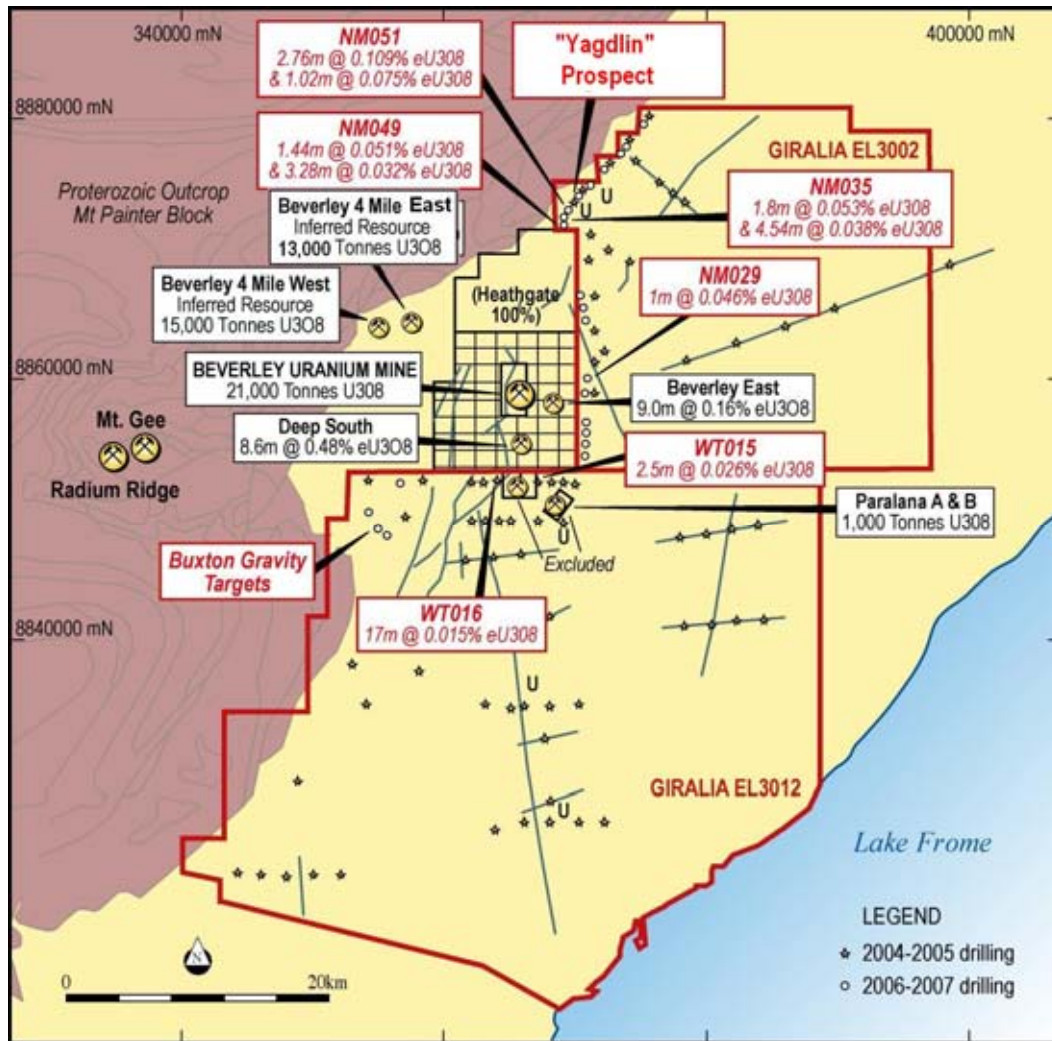 340000 mN
400000 mN
NM051
2.76m @ 0.109% eU308
& 1.02m @ 0.075% eU308
"Yagdlin"
Prospect
8880000 mN
NM049
1.44m @ 0.051% eU308
& 3.28m @ 0.032% eU308
GIRALIA EL3002
Proterozoic Outcrop
Mt Painter Block
U
U
NM035
1.8m @ 0.053% eU308
& 4.54m @ 0.038% eU308
Beverley 4 Mile East
Inferred Resource
13,000 Tonnes U3O8
Beverley 4 Mile West
Inferred Resource
15,000 Tonnes U3O8
(Heathgate
100%)
NM029
1m @ 0.046% eU308
8860000 mN
BEVERLEY URANIUM MINE
21,000 Tonnes U308
Beverley East
9.0m @ 0.16% eU3O8
Mt. Gee
Radium Ridge
Deep South
8.6m @ 0.48% eU3O8
WT015
2.5m @ 0.026% eU308
Paralana A & B
1,000 Tonnes U308
U
Excluded
Buxton Gravity
Targets
WT016
17m @ 0.015% eU308
8840000 mN
U
GIRALIA EL3012
U
Lake Frome
LEGEND
2004-2005 drilling
2006-2007 drilling
N
0
20km